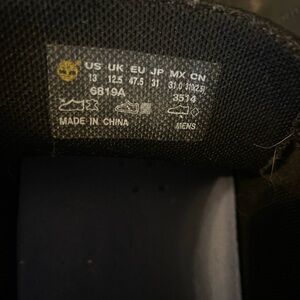 US UK EU JP MX CN
13 12.5 47.5 31 31.0 310(2.5)
6819A 3514
MADE IN CHINA MENS